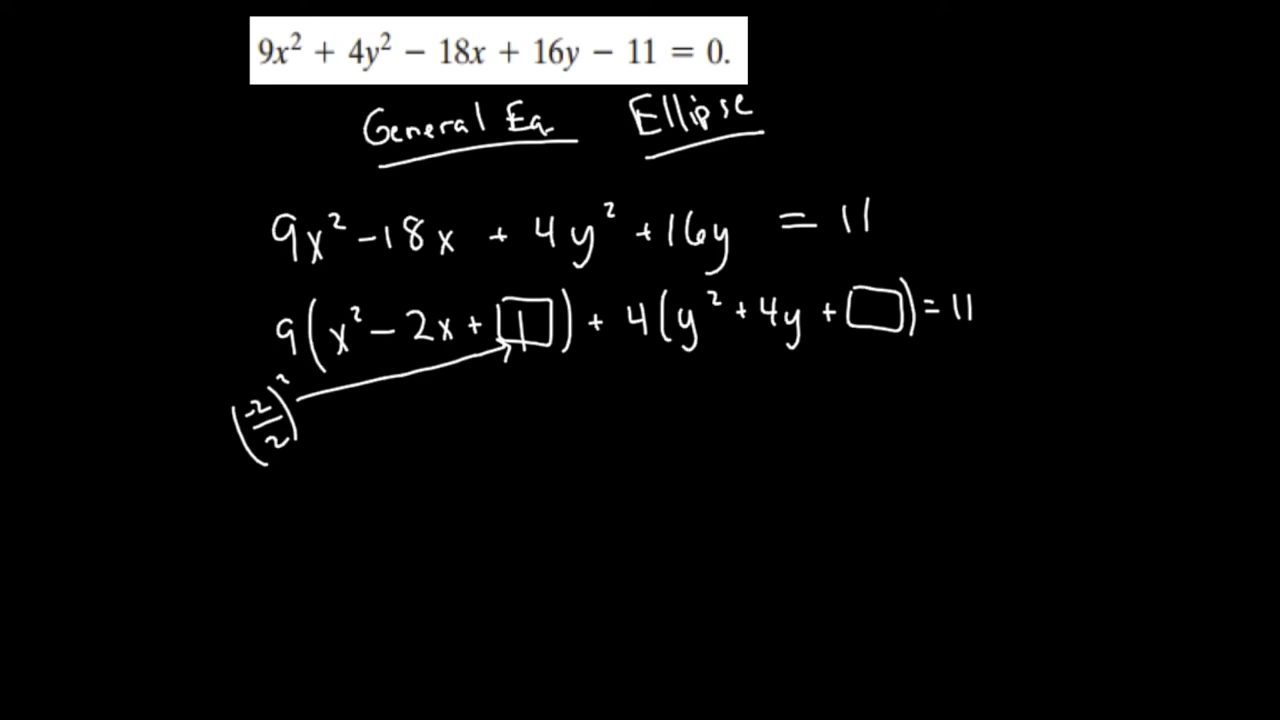 9x² + 4y² − 18x + 16y − 11 = 0.
General Eq Ellipse
9x² - 18x + 4y² + 16y = 11
9(x² - 2x + 1) + 4(y² + 4y + □) = 11
(-2/2)²